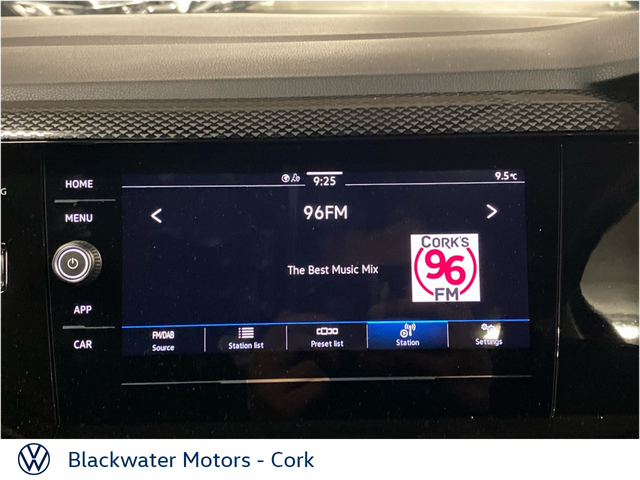 G
HOME
9:25
9.5°C
MENU
96FM
CORK'S
96
FM
The Best Music Mix
APP
CAR
FM/DAB
Source
Station list
Preset list
Station
Settings
Blackwater Motors - Cork